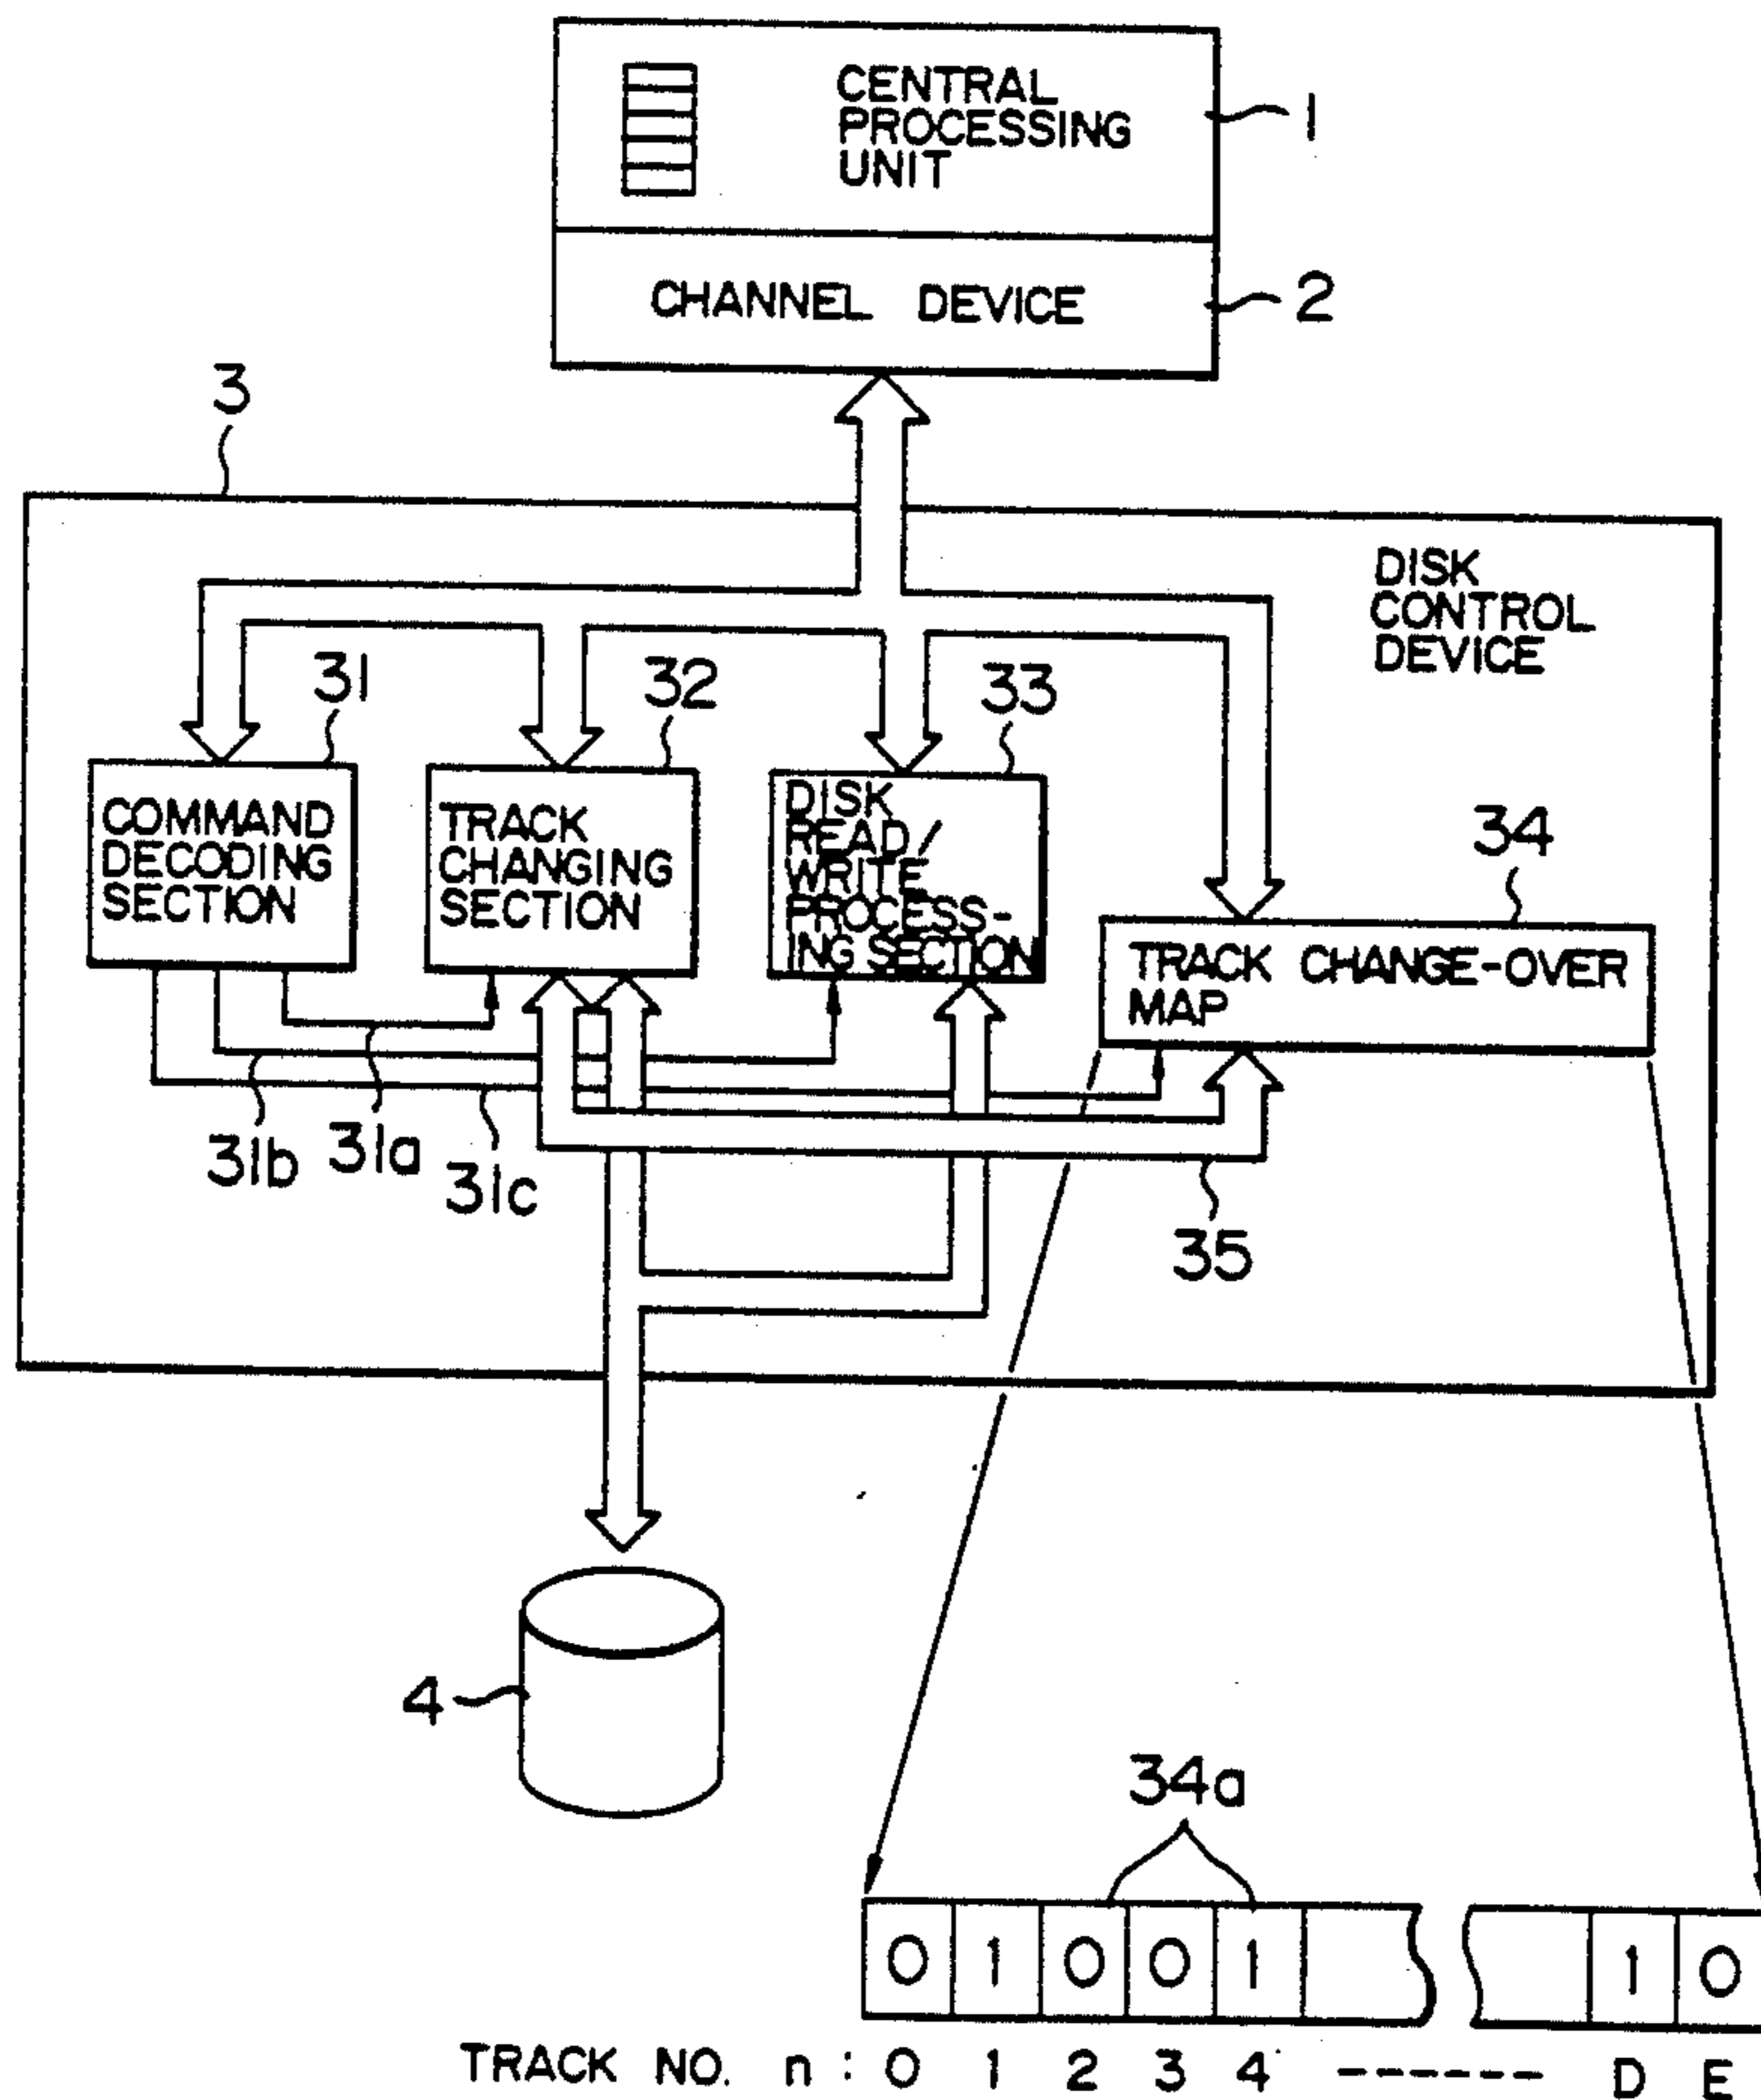 CENTRAL
PROCESSING
UNIT
1
CHANNEL DEVICE
2
3
DISK
CONTROL
DEVICE
31
32
33
34
COMMAND
DECODING
SECTION
TRACK
CHANGING
SECTION
DISK
READ/
WRITE
PROCESS-
ING SECTION
TRACK CHANGE-OVER
MAP
31b
31a
31c
35
4
34a
0 1 0 0 1 1 0
TRACK NO. n : 0 1 2 3 4 ------ D E